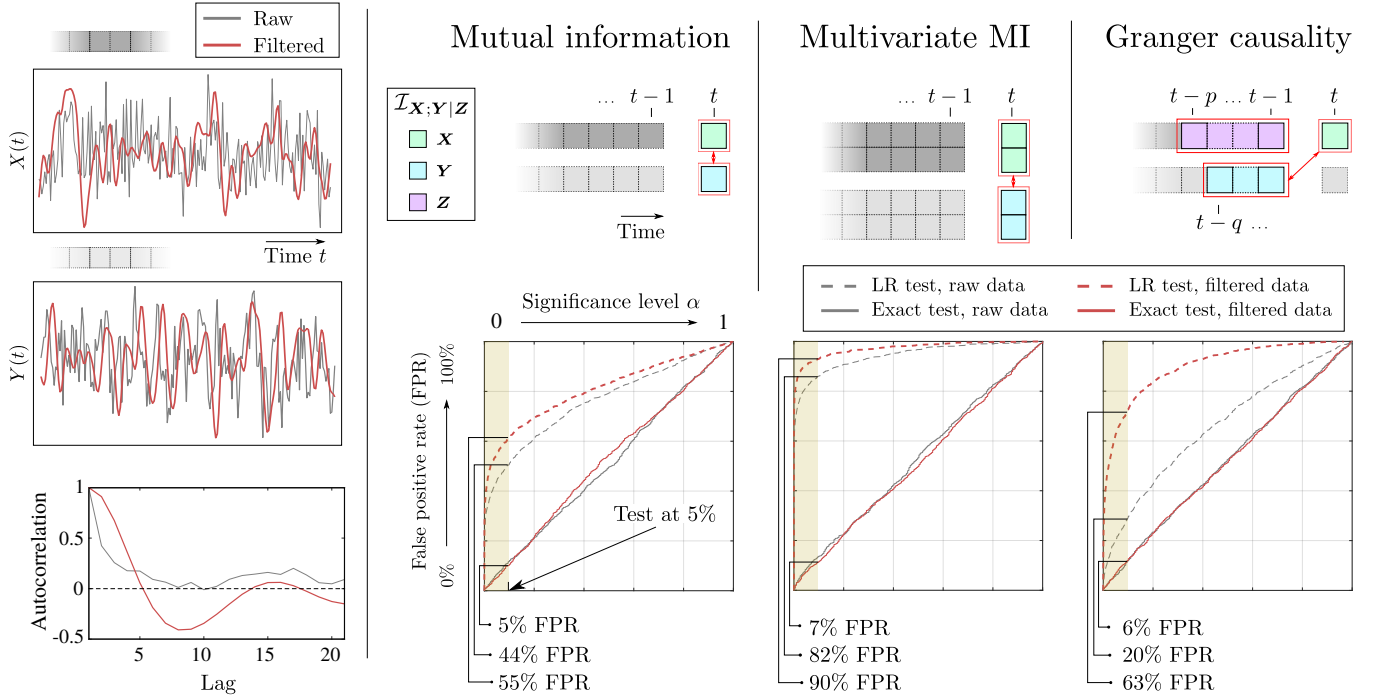 Raw
Filtered
X(t)
Time t
Y(t)
Autocorrelation
1
0.5
0
-0.5
5
10
15
20
Lag
Mutual information
Multivariate MI
Granger causality
𝓘X;Y|Z
X
Y
Z
... t − 1
t
Time
... t − 1
t
t − p ... t − 1
t
t − q ...
LR test, raw data
LR test, filtered data
Exact test, raw data
Exact test, filtered data
Significance level α
0
1
False positive rate (FPR)
0%
100%
Test at 5%
5% FPR
44% FPR
55% FPR
7% FPR
82% FPR
90% FPR
6% FPR
20% FPR
63% FPR